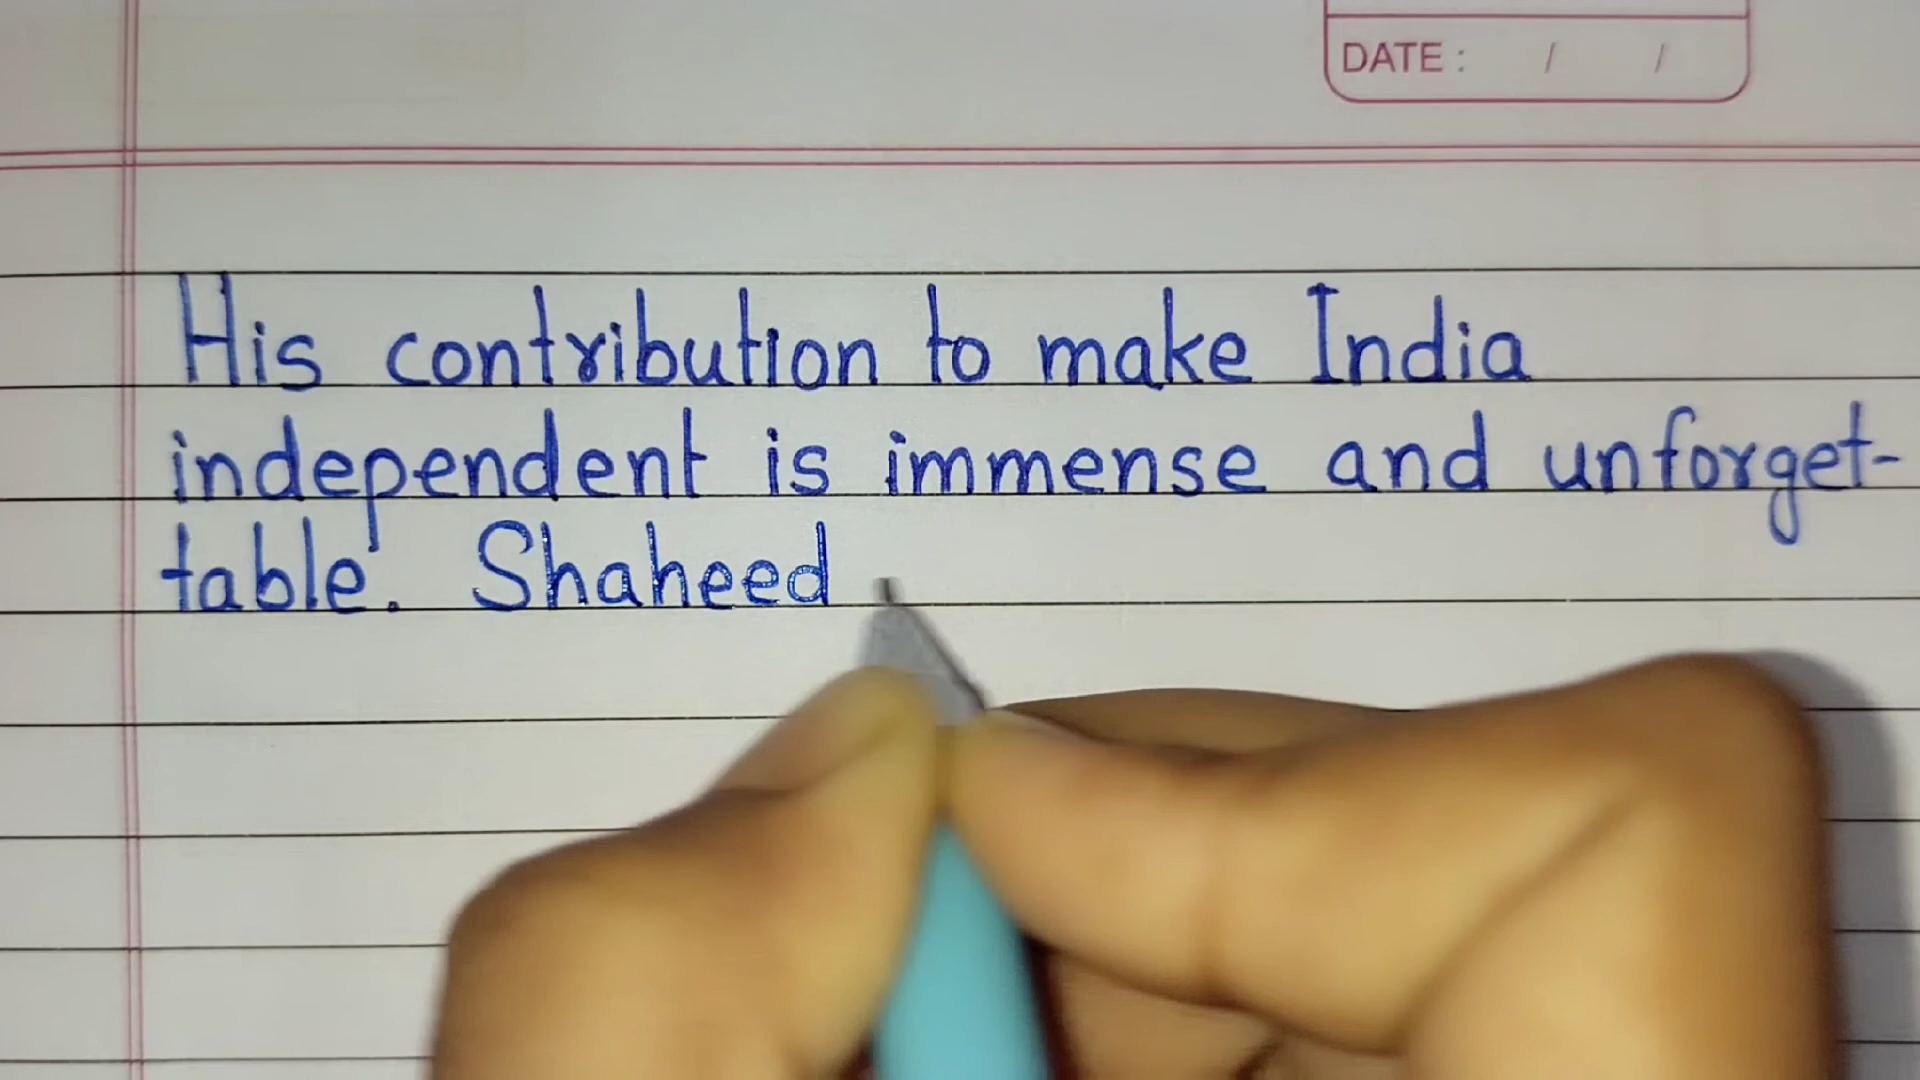 DATE : / /
His contribution to make India
independent is immense and unforget-
table. Shaheed